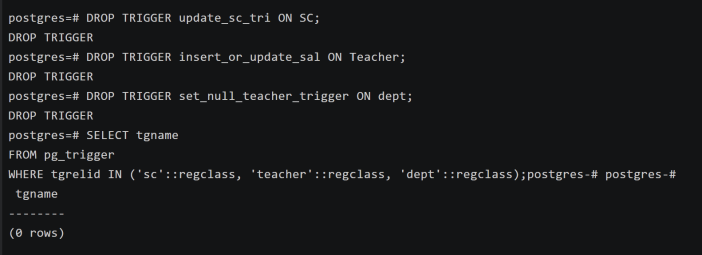 postgres=# DROP TRIGGER update_sc_tri ON SC;
DROP TRIGGER
postgres=# DROP TRIGGER insert_or_update_sal ON Teacher;
DROP TRIGGER
postgres=# DROP TRIGGER set_null_teacher_trigger ON dept;
DROP TRIGGER
postgres=# SELECT tgname
FROM pg_trigger
WHERE tgrelid IN ('sc'::regclass, 'teacher'::regclass, 'dept'::regclass);postgres-# postgres-#
 tgname
--------
(0 rows)